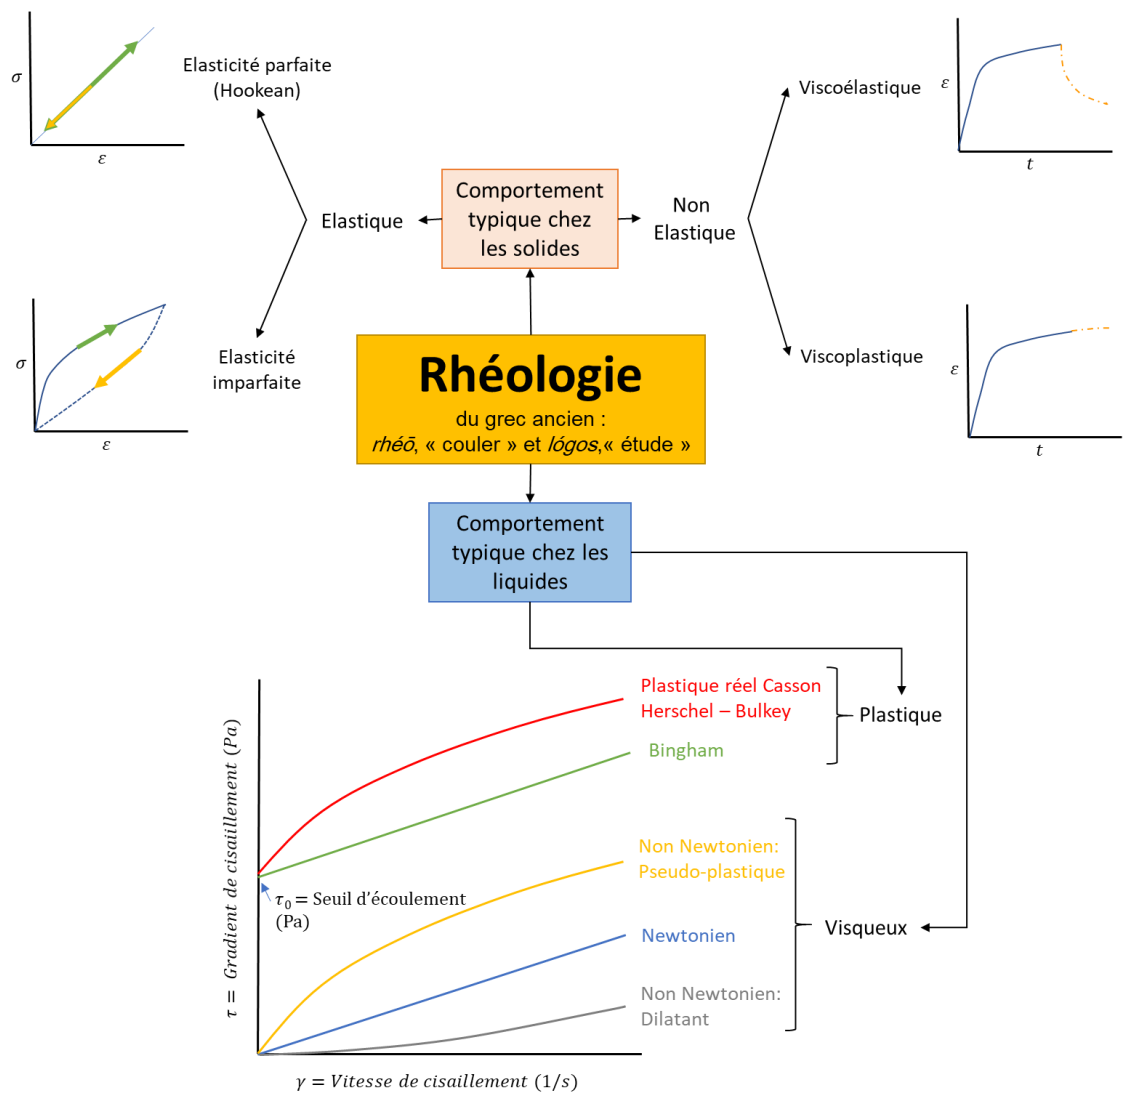 σ
ε
Elasticité parfaite
(Hookean)
Viscoélastique
ε
t
Comportement
typique chez
les solides
Elastique
Non
Elastique
σ
ε
Elasticité
imparfaite
Viscoplastique
ε
t
Rhéologie
du grec ancien :
rhéō, « couler » et lógos,« étude »
Comportement
typique chez les
liquides
Plastique réel Casson
Herschel – Bulkey
Bingham
Plastique
τ = Gradient de cisaillement (Pa)
τ₀ = Seuil d’écoulement
(Pa)
Non Newtonien:
Pseudo-plastique
Newtonien
Non Newtonien:
Dilatant
Visqueux
γ = Vitesse de cisaillement (1/s)